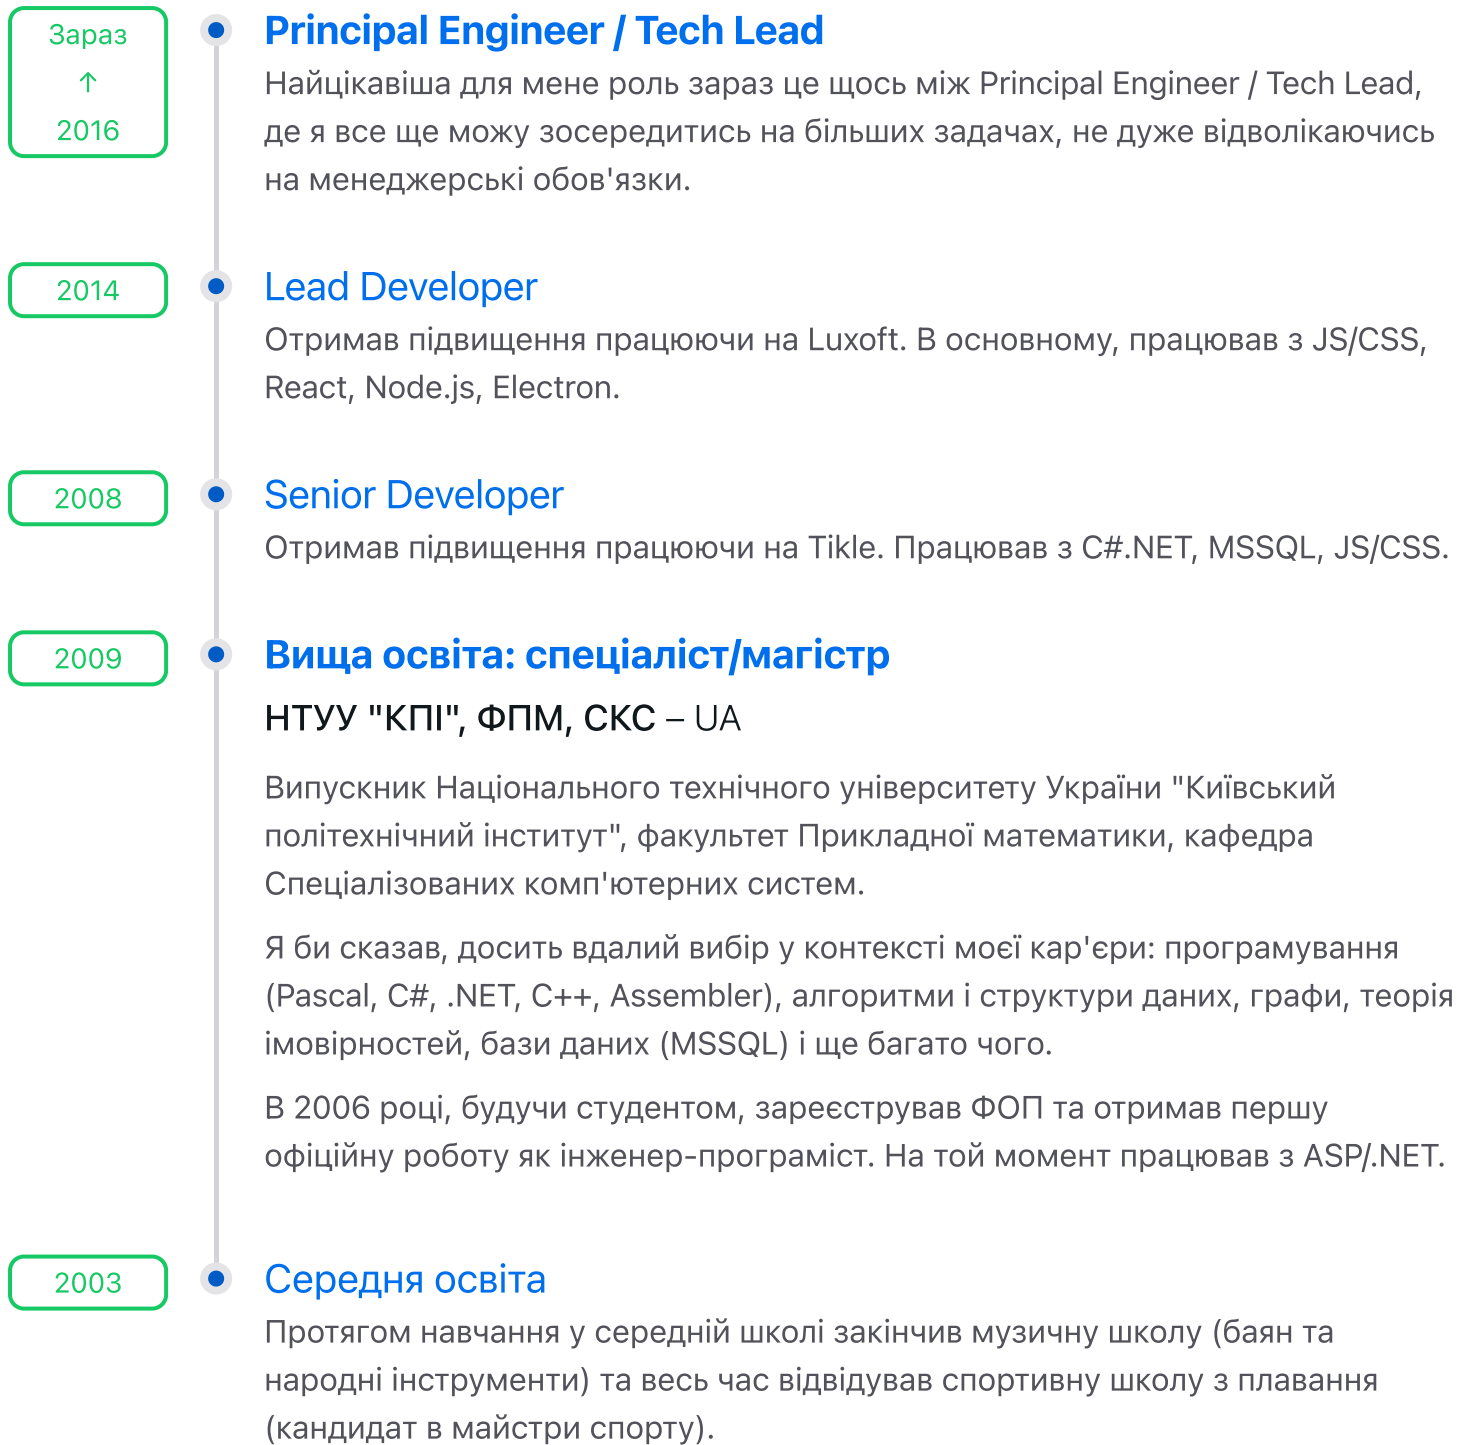 Зараз
↑
2016
Principal Engineer / Tech Lead
Найцікавіша для мене роль зараз це щось між Principal Engineer / Tech Lead,
де я все ще можу зосередитись на більших задачах, не дуже відволікаючись
на менеджерські обов'язки.
2014
Lead Developer
Отримав підвищення працюючи на Luxoft. В основному, працював з JS/CSS,
React, Node.js, Electron.
2008
Senior Developer
Отримав підвищення працюючи на Tikle. Працював з C#.NET, MSSQL, JS/CSS.
2009
Вища освіта: спеціаліст/магістр
НТУУ "КПІ", ФПМ, СКС – UA
Випускник Національного технічного університету України "Київський
політехнічний інститут", факультет Прикладної математики, кафедра
Спеціалізованих комп'ютерних систем.
Я би сказав, досить вдалий вибір у контексті моєї кар'єри: програмування
(Pascal, C#, .NET, C++, Assembler), алгоритми і структури даних, графи, теорія
імовірностей, бази даних (MSSQL) і ще багато чого.
В 2006 році, будучи студентом, зареєстрував ФОП та отримав першу
офіційну роботу як інженер-програміст. На той момент працював з ASP/.NET.
2003
Середня освіта
Протягом навчання у середній школі закінчив музичну школу (баян та
народні інструменти) та весь час відвідував спортивну школу з плавання
(кандидат в майстри спорту).